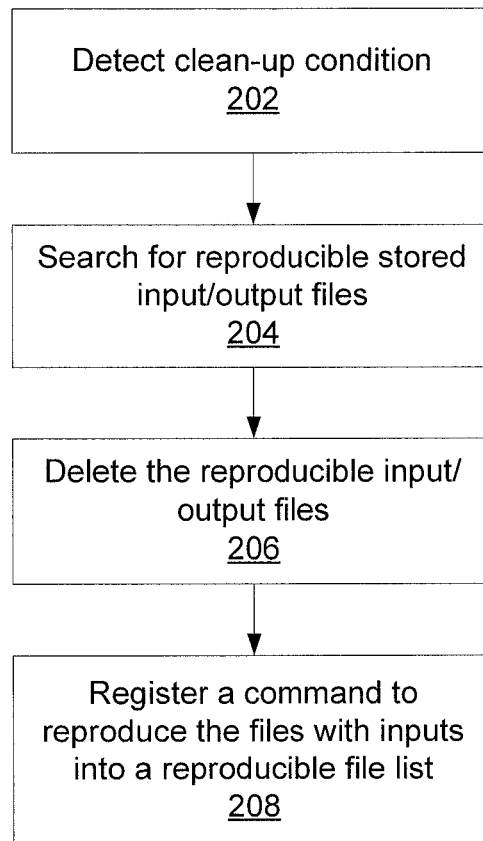 Detect clean-up condition
202
Search for reproducible stored
input/output files
204
Delete the reproducible input/
output files
206
Register a command to
reproduce the files with inputs
into a reproducible file list
208